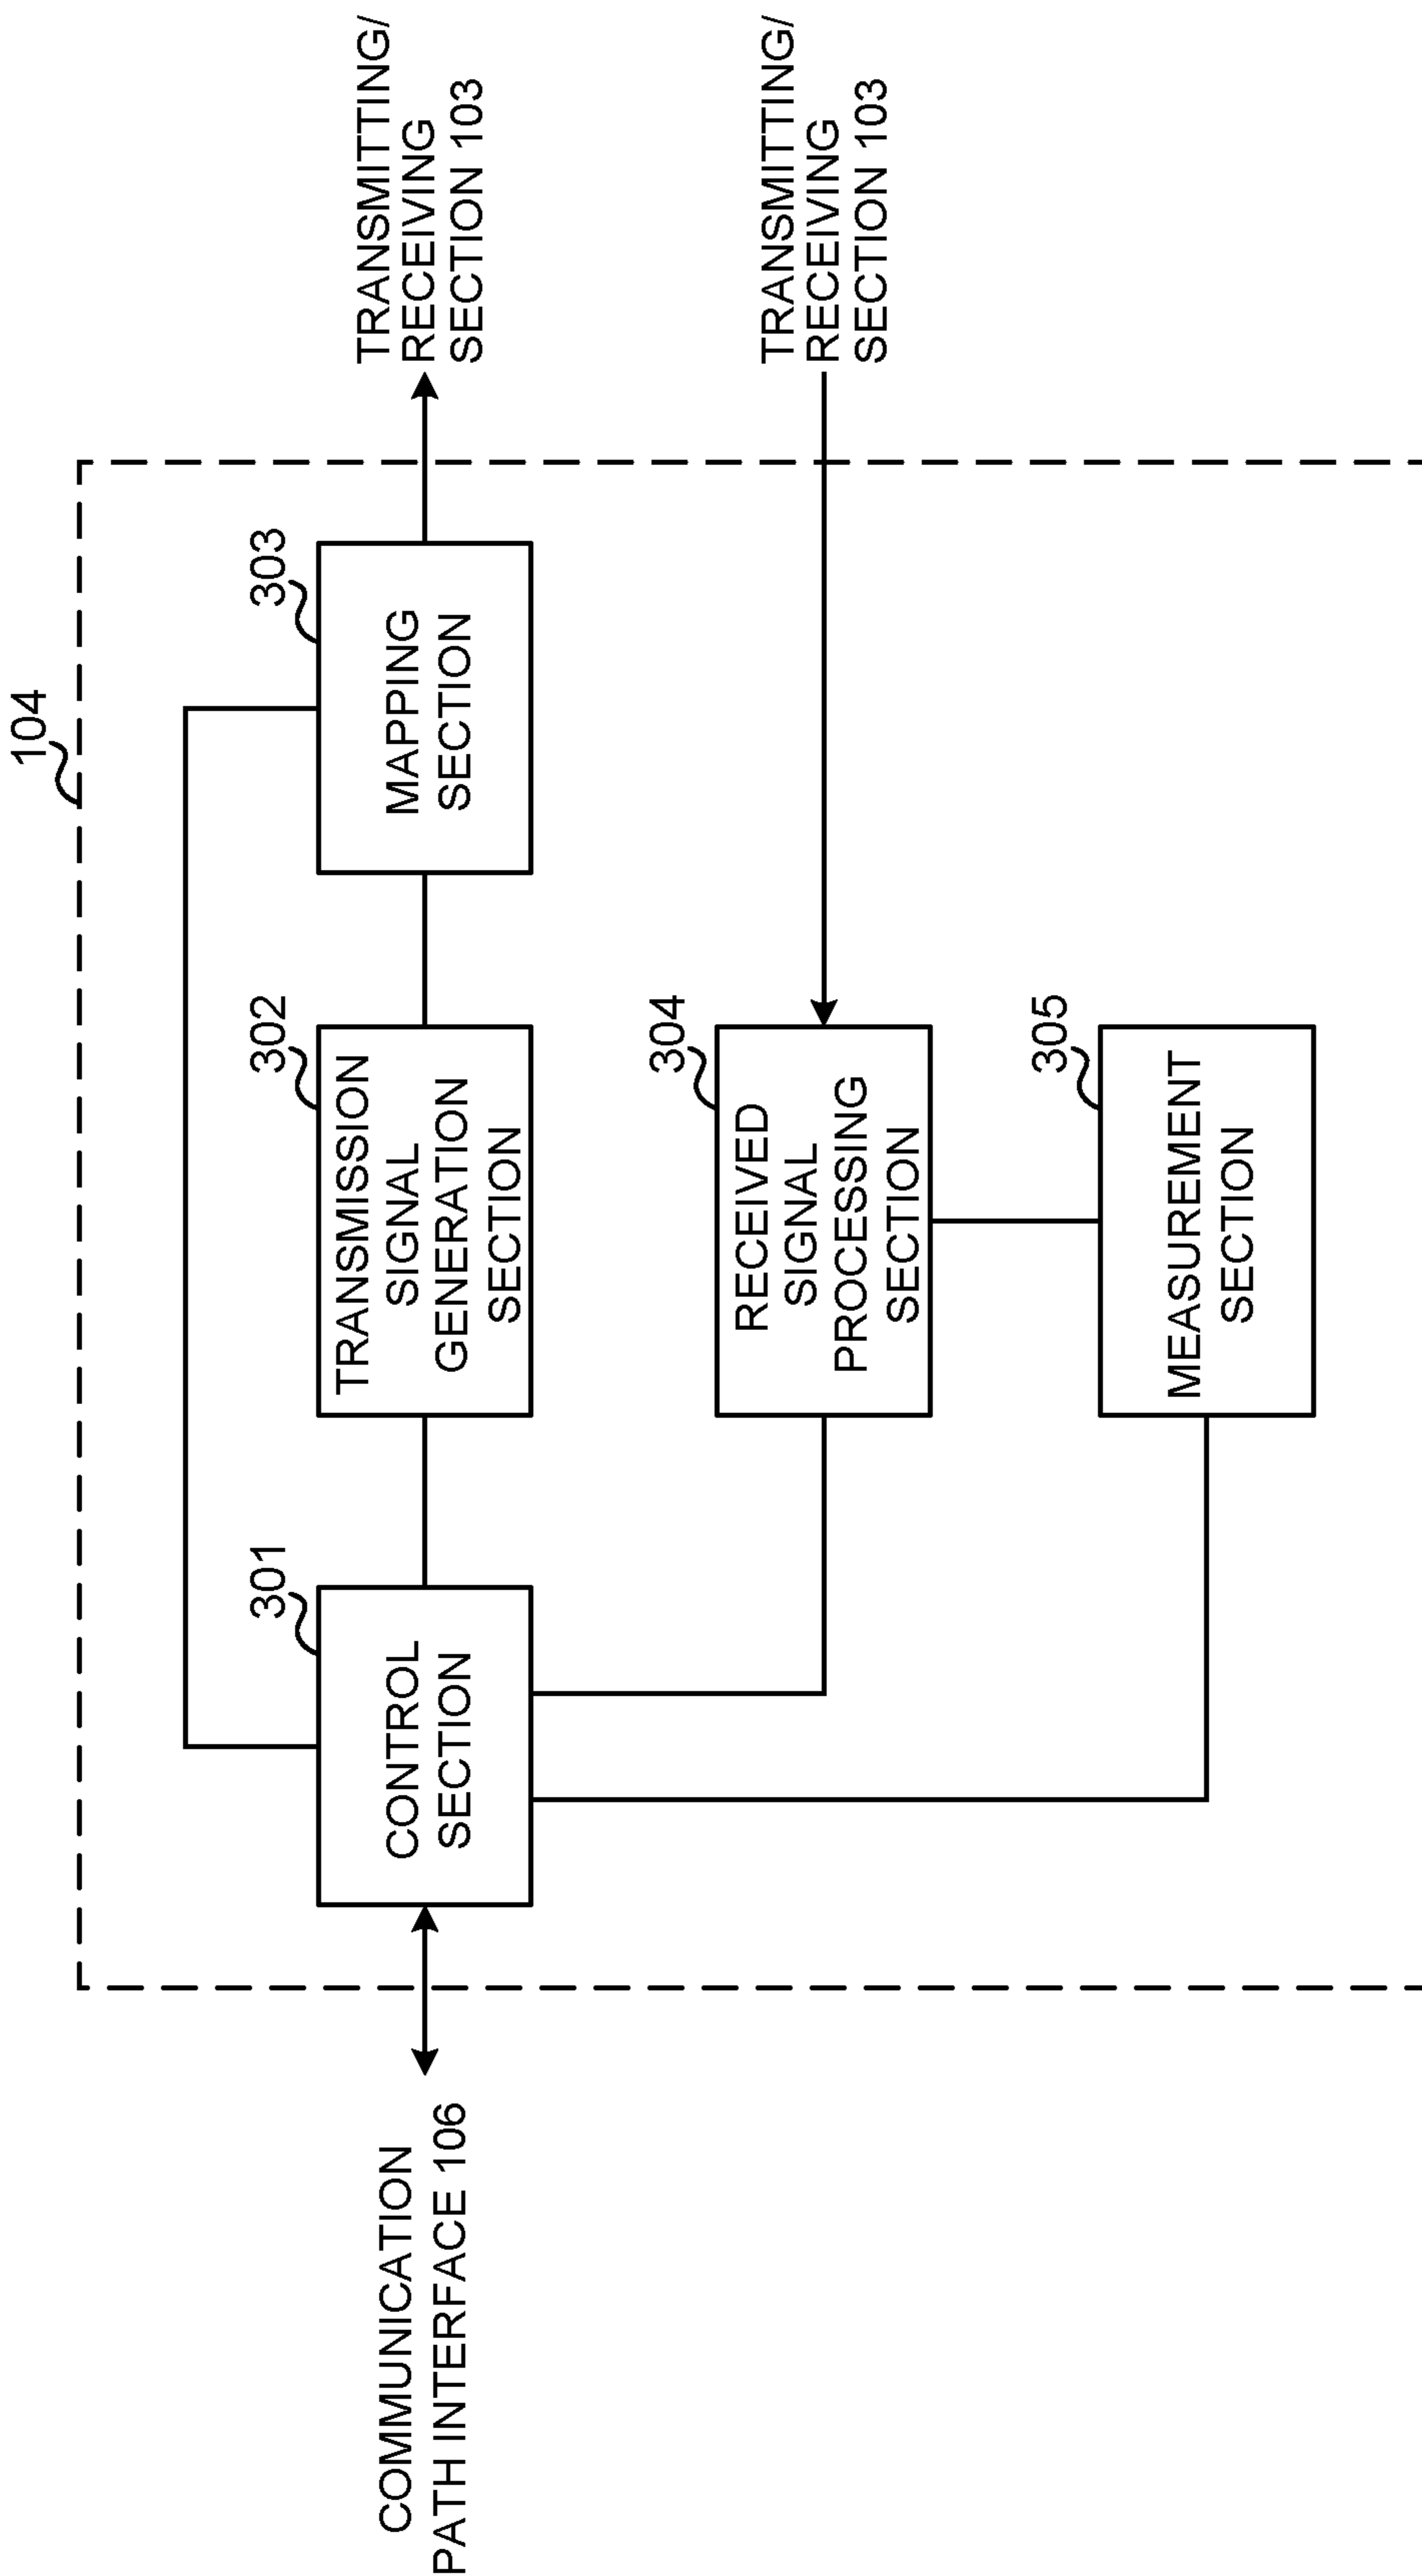 104
COMMUNICATION
PATH INTERFACE 106
301
CONTROL
SECTION
302
TRANSMISSION
SIGNAL
GENERATION
SECTION
303
MAPPING
SECTION
TRANSMITTING/
RECEIVING
SECTION 103
304
RECEIVED
SIGNAL
PROCESSING
SECTION
TRANSMITTING/
RECEIVING
SECTION 103
305
MEASUREMENT
SECTION